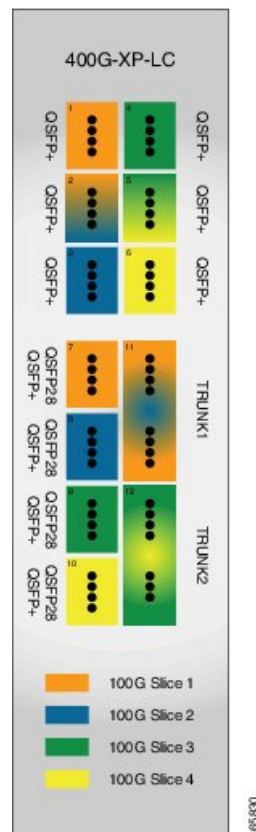 400G-XP-LC
QSFP+ 1 4 QSFP+
QSFP+ 2 5 QSFP+
QSFP+ 3 6 QSFP+
QSFP28 QSFP+ 7 11 TRUNK1
QSFP28 QSFP+ 8
QSFP28 QSFP+ 9 12 TRUNK2
QSFP28 QSFP+ 10
100G Slice 1
100G Slice 2
100G Slice 3
100G Slice 4